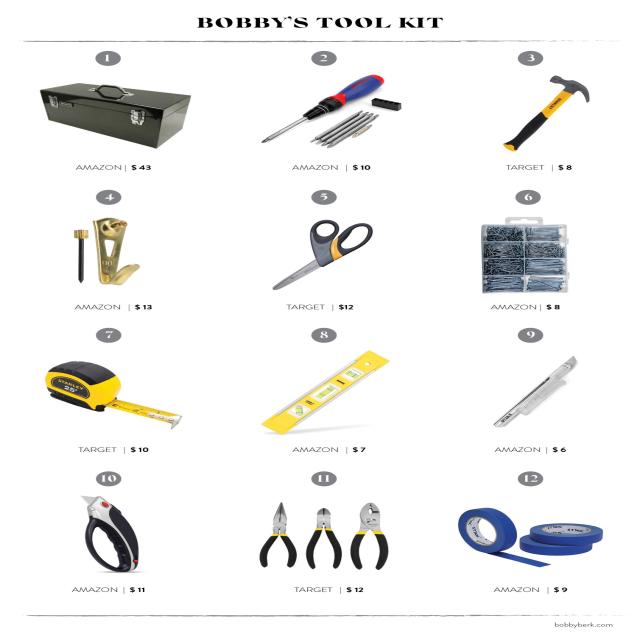 BOBBY'S TOOL KIT
1 2 3
AMAZON | $ 43 AMAZON | $ 10 TARGET | $ 8
4 5 6
AMAZON | $ 13 TARGET | $12 AMAZON | $ 8
7 8 9
STANLEY
25'
TARGET | $ 10 AMAZON | $ 7 AMAZON | $ 6
10 11 12
AMAZON | $ 11 TARGET | $ 12 AMAZON | $ 9
bobbyberk.com